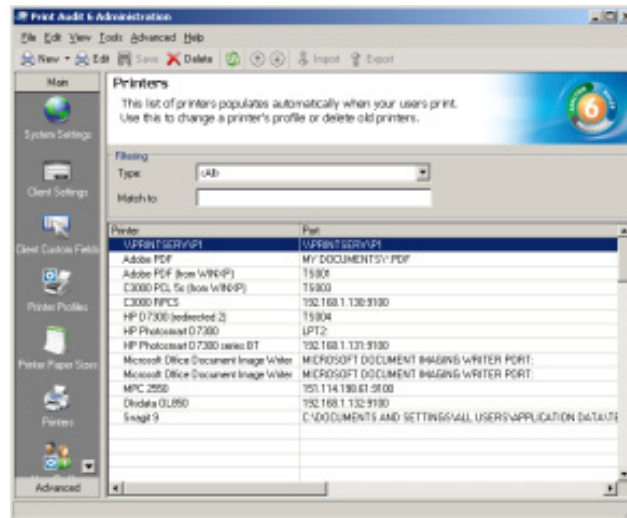 Print Audit 6 Administration
File Edit View Tools Advanced Help
New Edit Save Delete Import Export
Main
System Settings
Client Settings
Client Custom Fields
Printer Profiles
Printer Paper Sizes
Printers
Advanced
Printers
This list of printers populates automatically when your users print.
Use this to change a printer's profile or delete old printers.
6
Filtering
Type: <All>
Match to:
Printer Port
\\PRINTSERV\P1 \\PRINTSERV\P1
Adobe PDF MY DOCUMENTS\*.PDF
Adobe PDF (from WINXP) TS001
C3000 PCL 5c (from WINXP) TS003
C3000 RPCS 192.168.1.130:9100
HP D7300 (redirected 2) TS004
HP Photosmart D7300 LPT2
HP Photosmart D7300 series BT 192.168.1.131:9100
Microsoft Office Document Image Writer MICROSOFT DOCUMENT IMAGING WRITER PORT:
Microsoft Office Document Image Writer MICROSOFT DOCUMENT IMAGING WRITER PORT:
MPC 2550 151.114.190.61:9100
Okidata OL850 192.168.1.132:9100
Snagit 9 C:\DOCUMENTS AND SETTINGS\ALL USERS\APPLICATION DATA\TE